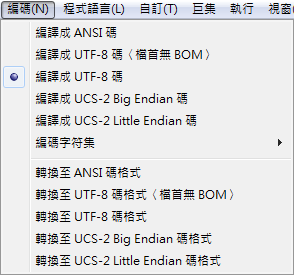 編碼(N) 程式語言(L) 自訂(T) 巨集 執行 視窗
編譯成 ANSI 碼
編譯成 UTF-8 碼（檔首無 BOM）
編譯成 UTF-8 碼
編譯成 UCS-2 Big Endian 碼
編譯成 UCS-2 Little Endian 碼
編碼字符集
轉換至 ANSI 碼格式
轉換至 UTF-8 碼格式（檔首無 BOM）
轉換至 UTF-8 碼格式
轉換至 UCS-2 Big Endian 碼格式
轉換至 UCS-2 Little Endian 碼格式